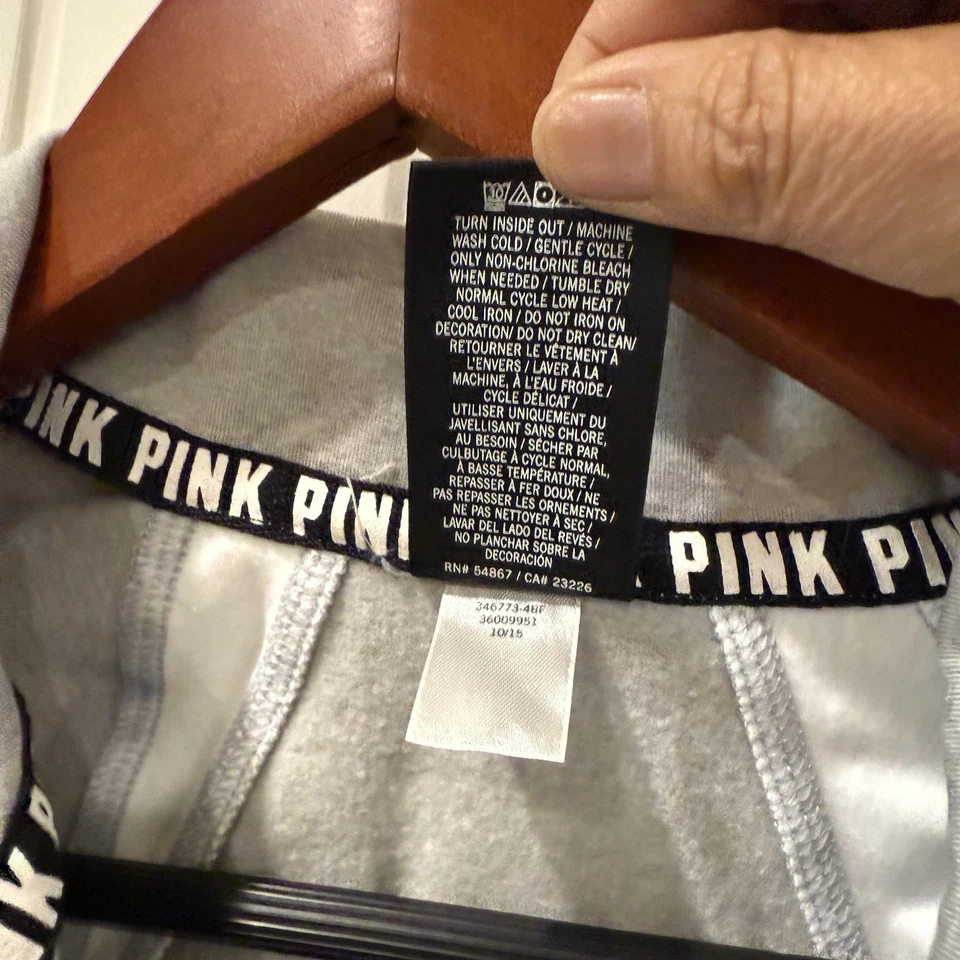 30
TURN INSIDE OUT / MACHINE
WASH COLD / GENTLE CYCLE /
ONLY NON-CHLORINE BLEACH
WHEN NEEDED / TUMBLE DRY
NORMAL CYCLE LOW HEAT /
COOL IRON / DO NOT IRON ON
DECORATION/ DO NOT DRY CLEAN/
RETOURNER LE VÊTEMENT À
L'ENVERS / LAVER À LA
MACHINE, À L'EAU FROIDE /
CYCLE DÉLICAT /
UTILISER UNIQUEMENT DU
JAVELLISANT SANS CHLORE,
AU BESOIN / SÉCHER PAR
CULBUTAGE À CYCLE NORMAL,
À BASSE TEMPÉRATURE /
REPASSER À FER DOUX / NE
PAS REPASSER LES ORNEMENTS /
NE PAS NETTOYER À SEC /
LAVAR DEL LADO DEL REVÉS /
NO PLANCHAR SOBRE LA
DECORACIÓN
RN# 54867 / CA# 23226
INK PINK PINK PINK PIN
346773-4BF
36009951
10/15